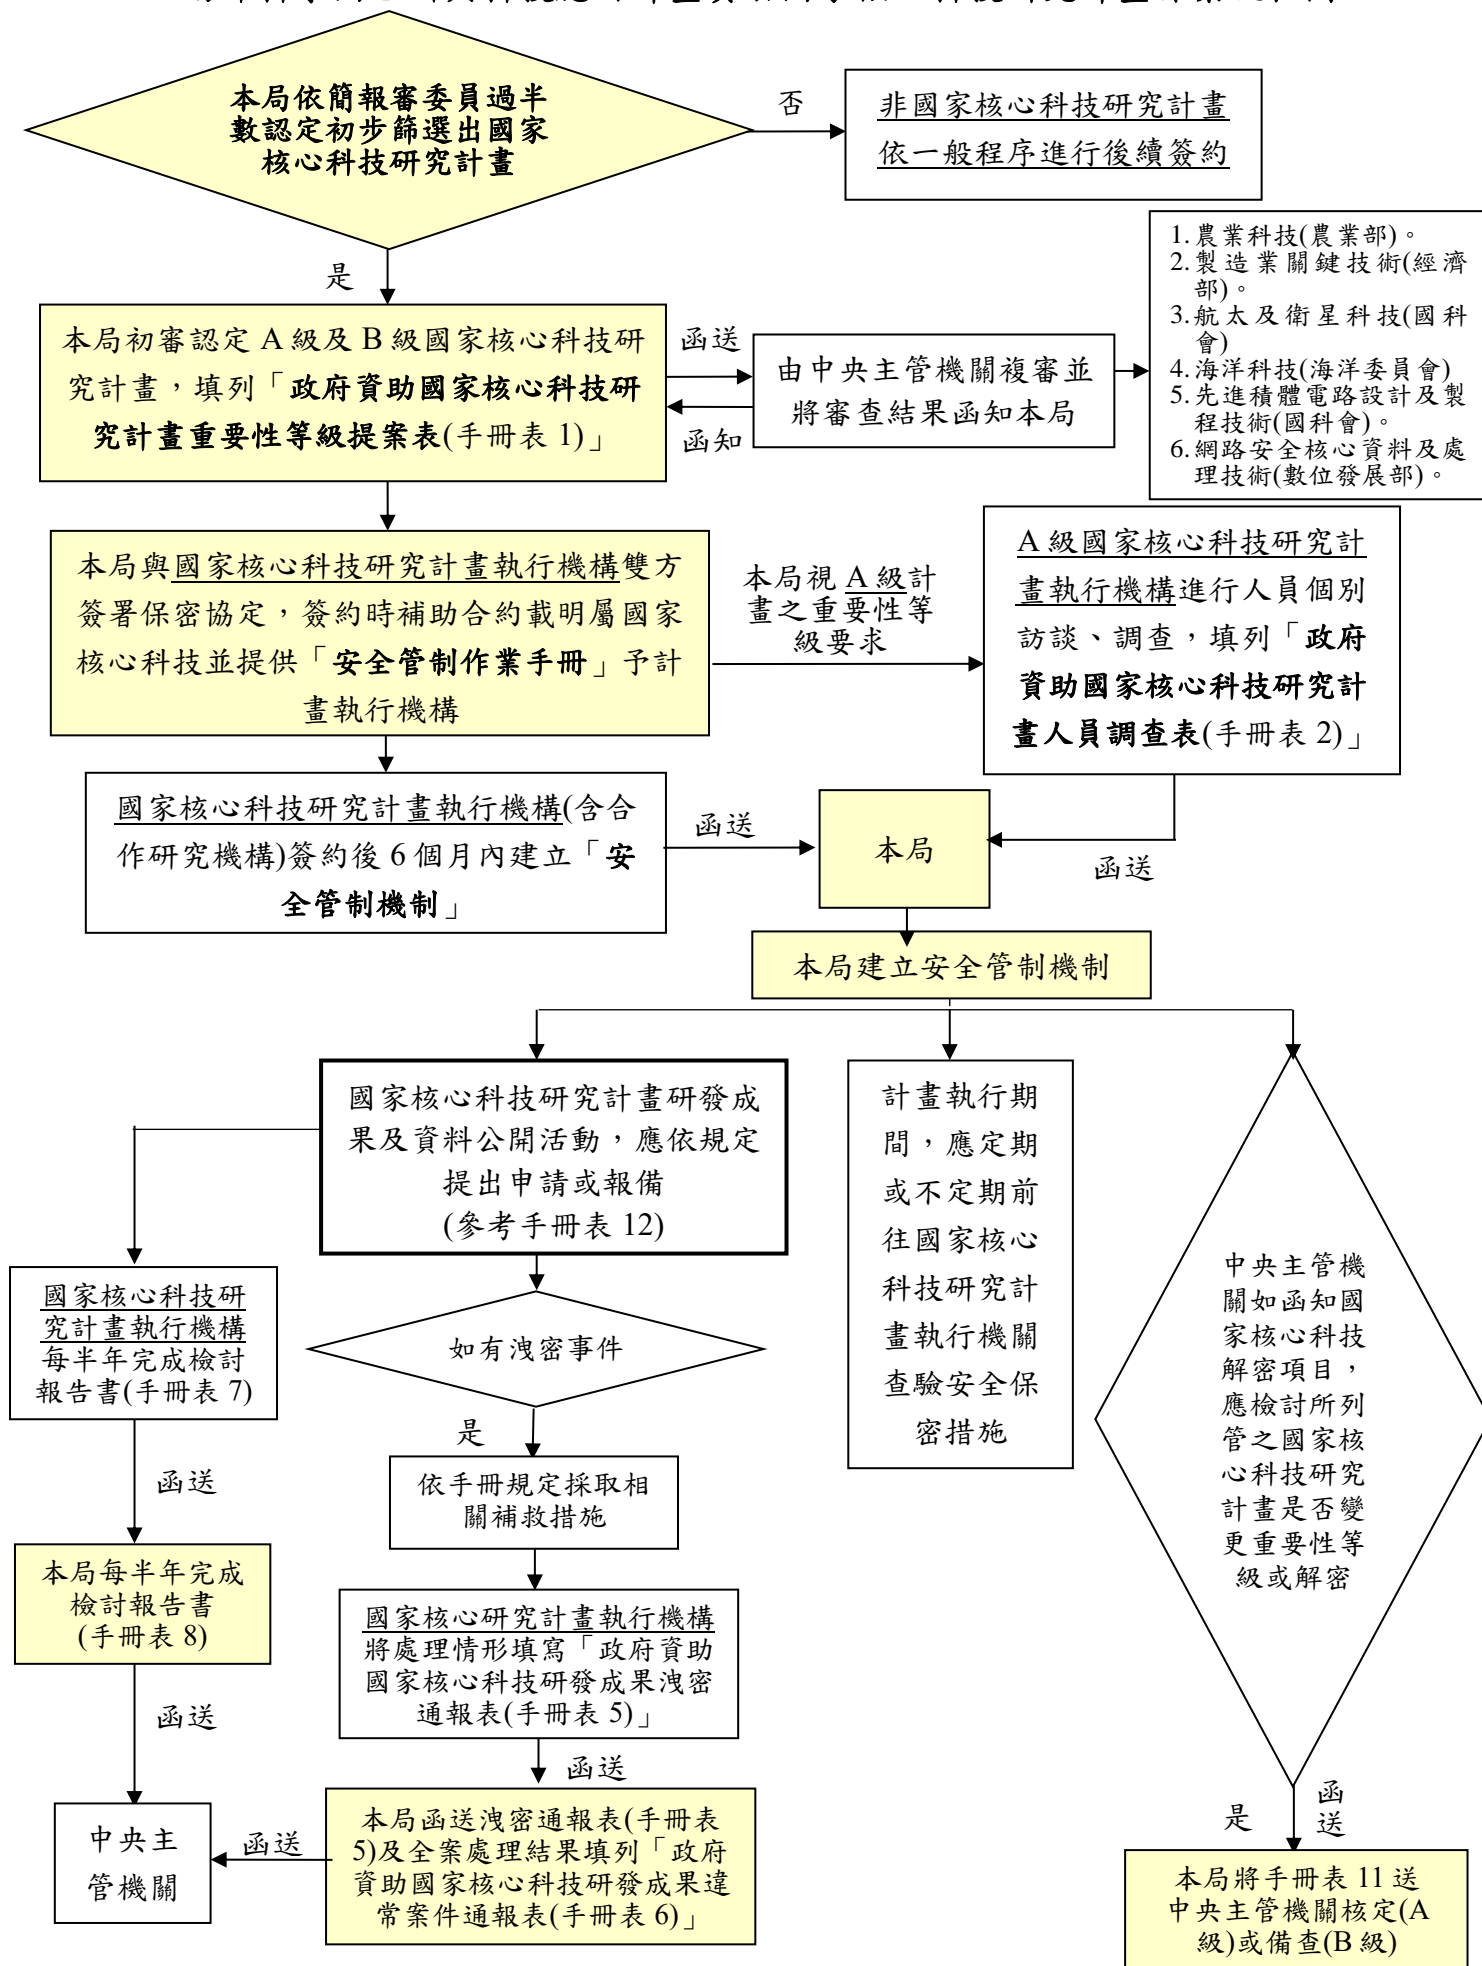 本局依簡報審委員過半
數認定初步篩選出國家
核心科技研究計畫
否
非國家核心科技研究計畫
依一般程序進行後續簽約
是
1.農業科技(農業部)。
2.製造業關鍵技術(經濟
部)。
3.航太及衛星科技(國科
會)
4.海洋科技(海洋委員會)
5.先進積體電路設計及製
程技術(國科會)。
6.網路安全核心資料及處
理技術(數位發展部)。
本局初審認定 A 級及 B 級國家核心科技研
究計畫，填列「政府資助國家核心科技研
究計畫重要性等級提案表(手冊表 1)」
函送
函知
由中央主管機關複審並
將審查結果函知本局
本局與國家核心科技研究計畫執行機構雙方
簽署保密協定，簽約時補助合約載明屬國家
核心科技並提供「安全管制作業手冊」予計
畫執行機構
本局視 A 級計
畫之重要性等
級要求
A 級國家核心科技研究計
畫執行機構進行人員個別
訪談、調查，填列「政府
資助國家核心科技研究計
畫人員調查表(手冊表 2)」
國家核心科技研究計畫執行機構(含合
作研究機構)簽約後 6 個月內建立「安
全管制機制」
函送
本局
函送
本局建立安全管制機制
國家核心科技研究計畫研發成
果及資料公開活動，應依規定
提出申請或報備
(參考手冊表 12)
計畫執行期
間，應定期
或不定期前
往國家核心
科技研究計
畫執行機關
查驗安全保
密措施
中央主管機
關如函知國
家核心科技
解密項目，
應檢討所列
管之國家核
心科技研究
計畫是否變
更重要性等
級或解密
國家核心科技研
究計畫執行機構
每半年完成檢討
報告書(手冊表 7)
如有洩密事件
是
函送
依手冊規定採取相
關補救措施
本局每半年完成
檢討報告書
(手冊表 8)
國家核心研究計畫執行機構
將處理情形填寫「政府資助
國家核心科技研發成果洩密
通報表(手冊表 5)」
函送
函送
中央主
管機關
函送
本局函送洩密通報表(手冊表
5)及全案處理結果填列「政府
資助國家核心科技研發成果違
常案件通報表(手冊表 6)」
是
函
送
本局將手冊表 11 送
中央主管機關核定(A
級)或備查(B 級)